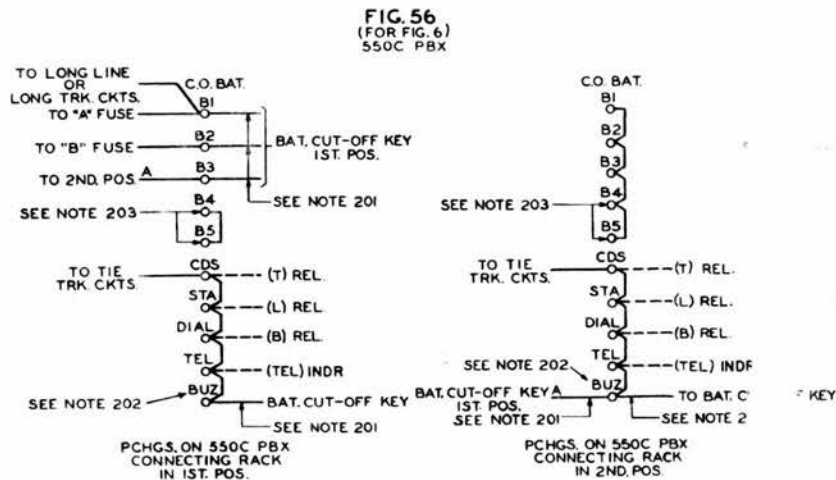 FIG. 56
(FOR FIG. 6)
550C PBX
TO LONG LINE
OR
LONG TRK. CKTS.
C.O. BAT.
B1
TO "A" FUSE
B2
TO "B" FUSE
BAT. CUT-OFF KEY
1ST. POS.
B3
TO 2ND. POS. A
B4
SEE NOTE 201
SEE NOTE 203
B5
CDS
TO TIE
TRK. CKTS.
(T) REL.
STA
(L) REL.
DIAL
(B) REL.
TEL
(TEL) INDR
BUZ
SEE NOTE 202
BAT. CUT-OFF KEY
SEE NOTE 201
PCHGS. ON 550C PBX
CONNECTING RACK
IN 1ST. POS.
C.O. BAT.
B1
B2
B3
B4
SEE NOTE 203
B5
CDS
TO TIE
TRK. CKTS.
(T) REL.
STA
(L) REL.
DIAL
(B) REL.
TEL
(TEL) INDR
SEE NOTE 202
BUZ
BAT. CUT-OFF KEY A
1ST. POS.
TO BAT. C KEY
SEE NOTE 201
SEE NOTE 2
PCHGS. ON 550C PBX
CONNECTING RACK
IN 2ND. POS.